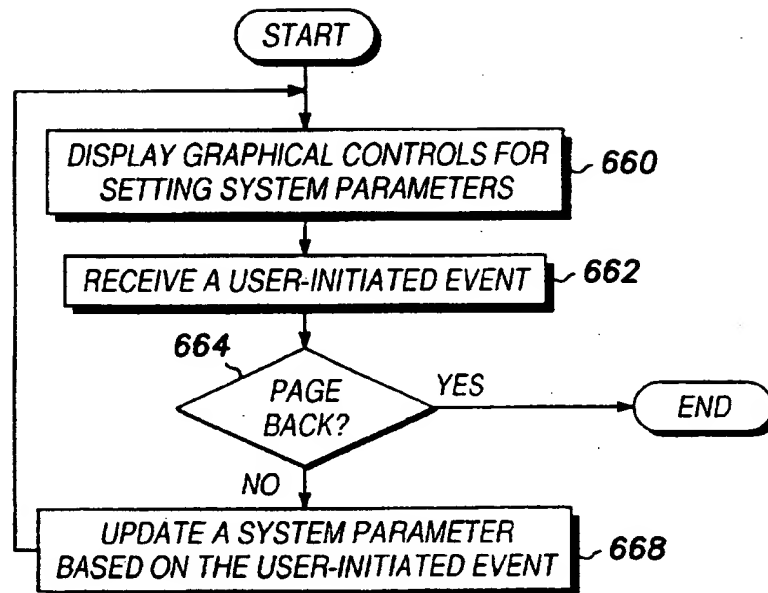 START
DISPLAY GRAPHICAL CONTROLS FOR
SETTING SYSTEM PARAMETERS
660
RECEIVE A USER-INITIATED EVENT
662
664
PAGE
BACK?
YES
END
NO
UPDATE A SYSTEM PARAMETER
BASED ON THE USER-INITIATED EVENT
668